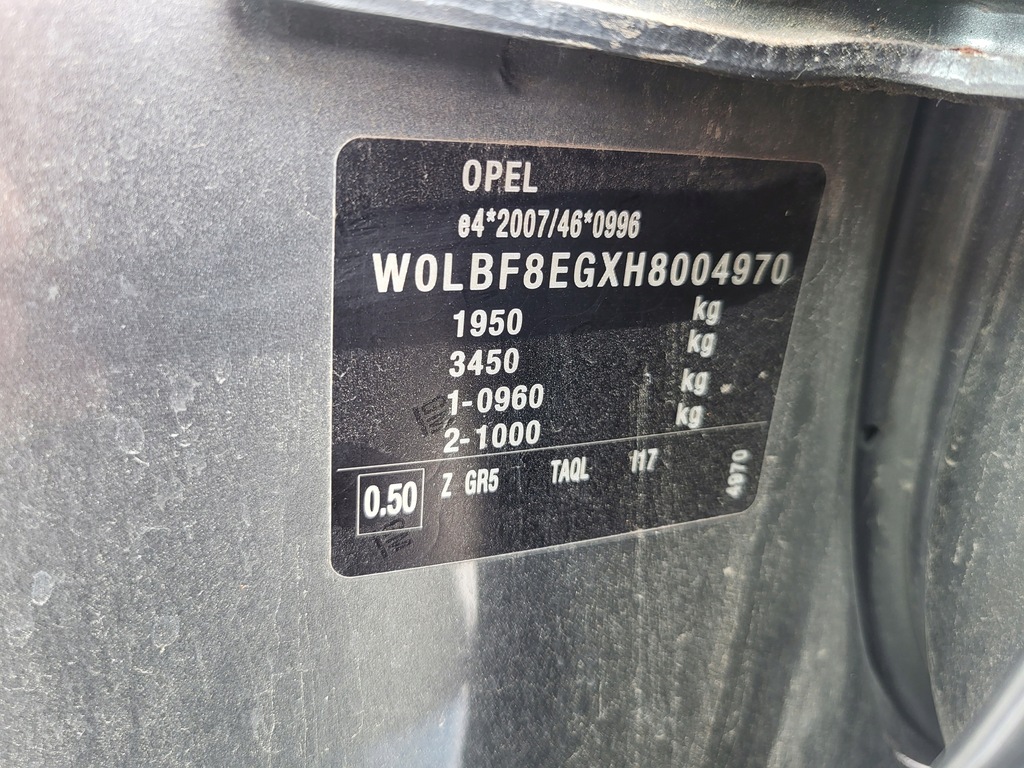 OPEL
e4*2007/46*0996
W0LBF8EGXH8004970
1950 kg
3450 kg
1-0960 kg
2-1000 kg
0.50 Z GR5 TAQL 117 4970